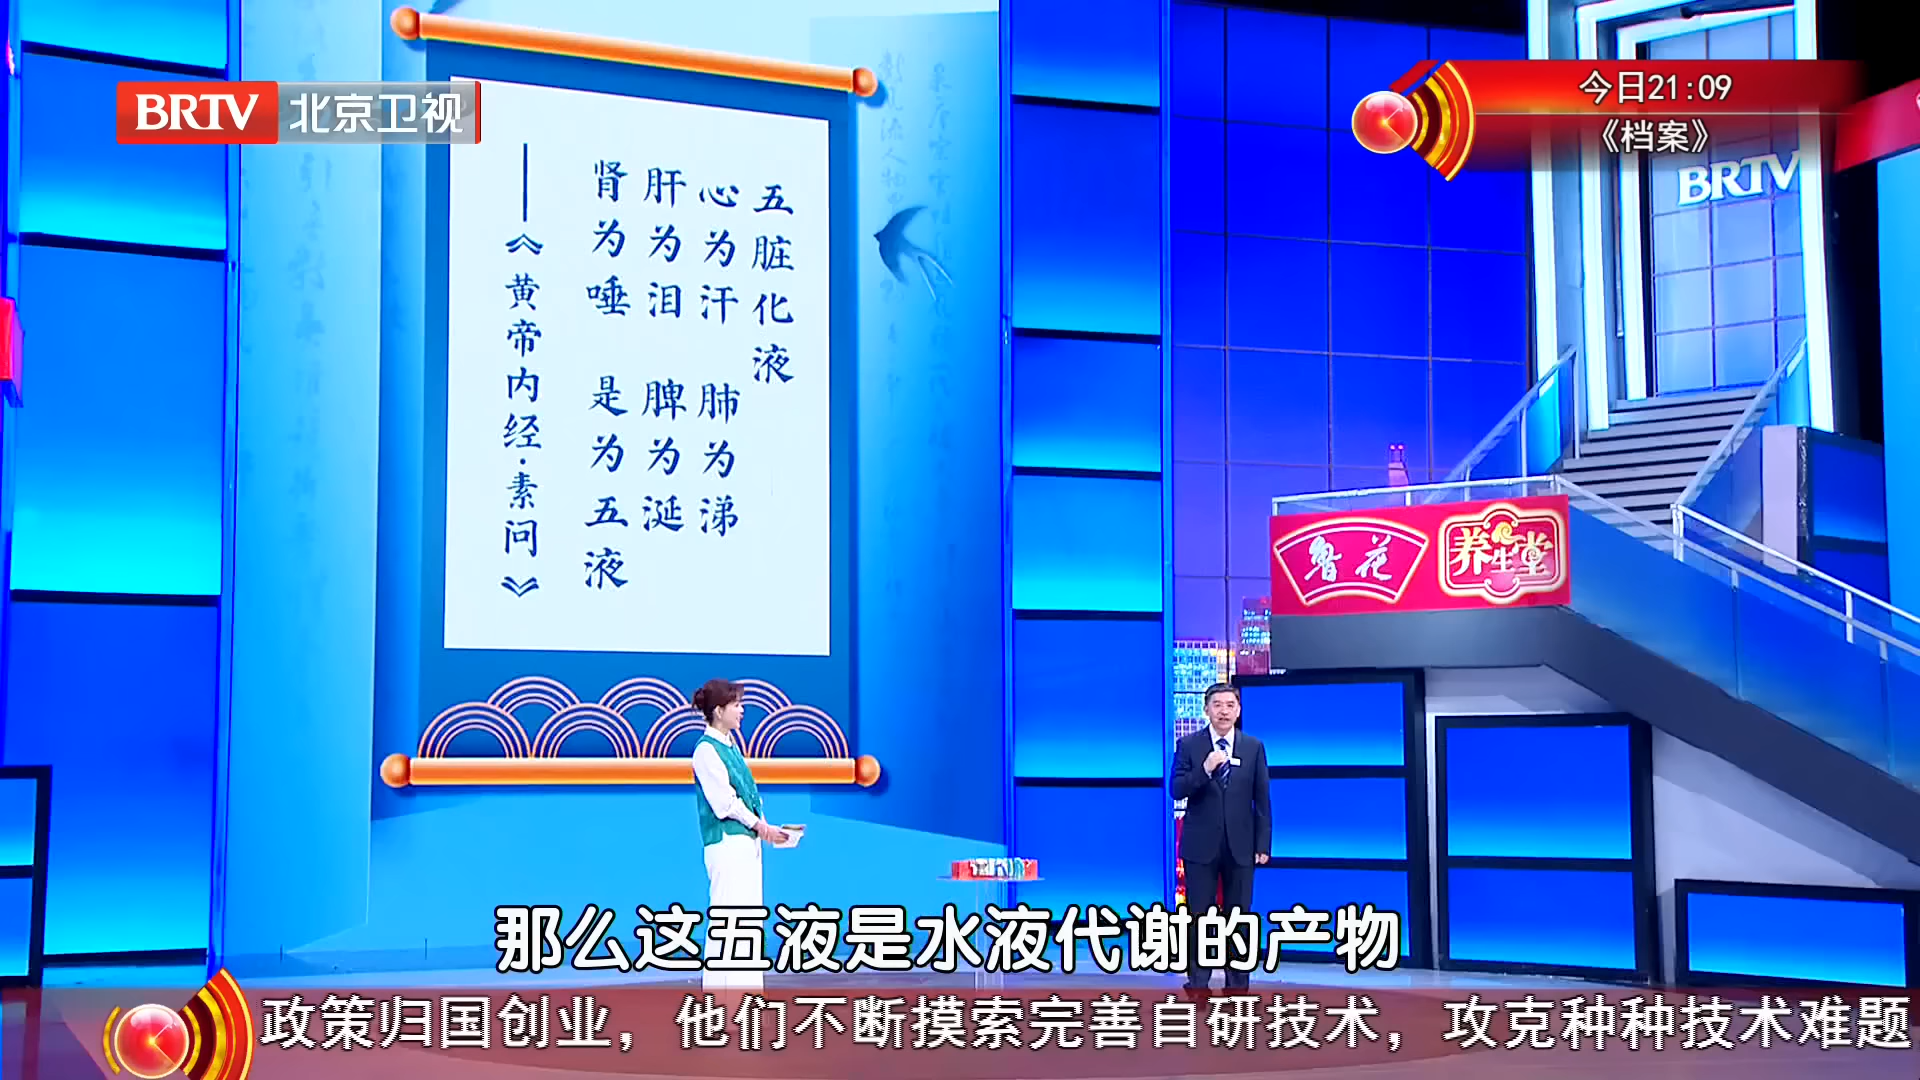 BRTV 北京卫视
今日21:09
《档案》
BRTV
五脏化液
心为汗 肺为涕
肝为泪 脾为涎
肾为唾 是为五液
——《黄帝内经·素问》
鲁花
养生堂
那么这五液是水液代谢的产物
政策归国创业，他们不断摸索完善自研技术，攻克种种技术难题